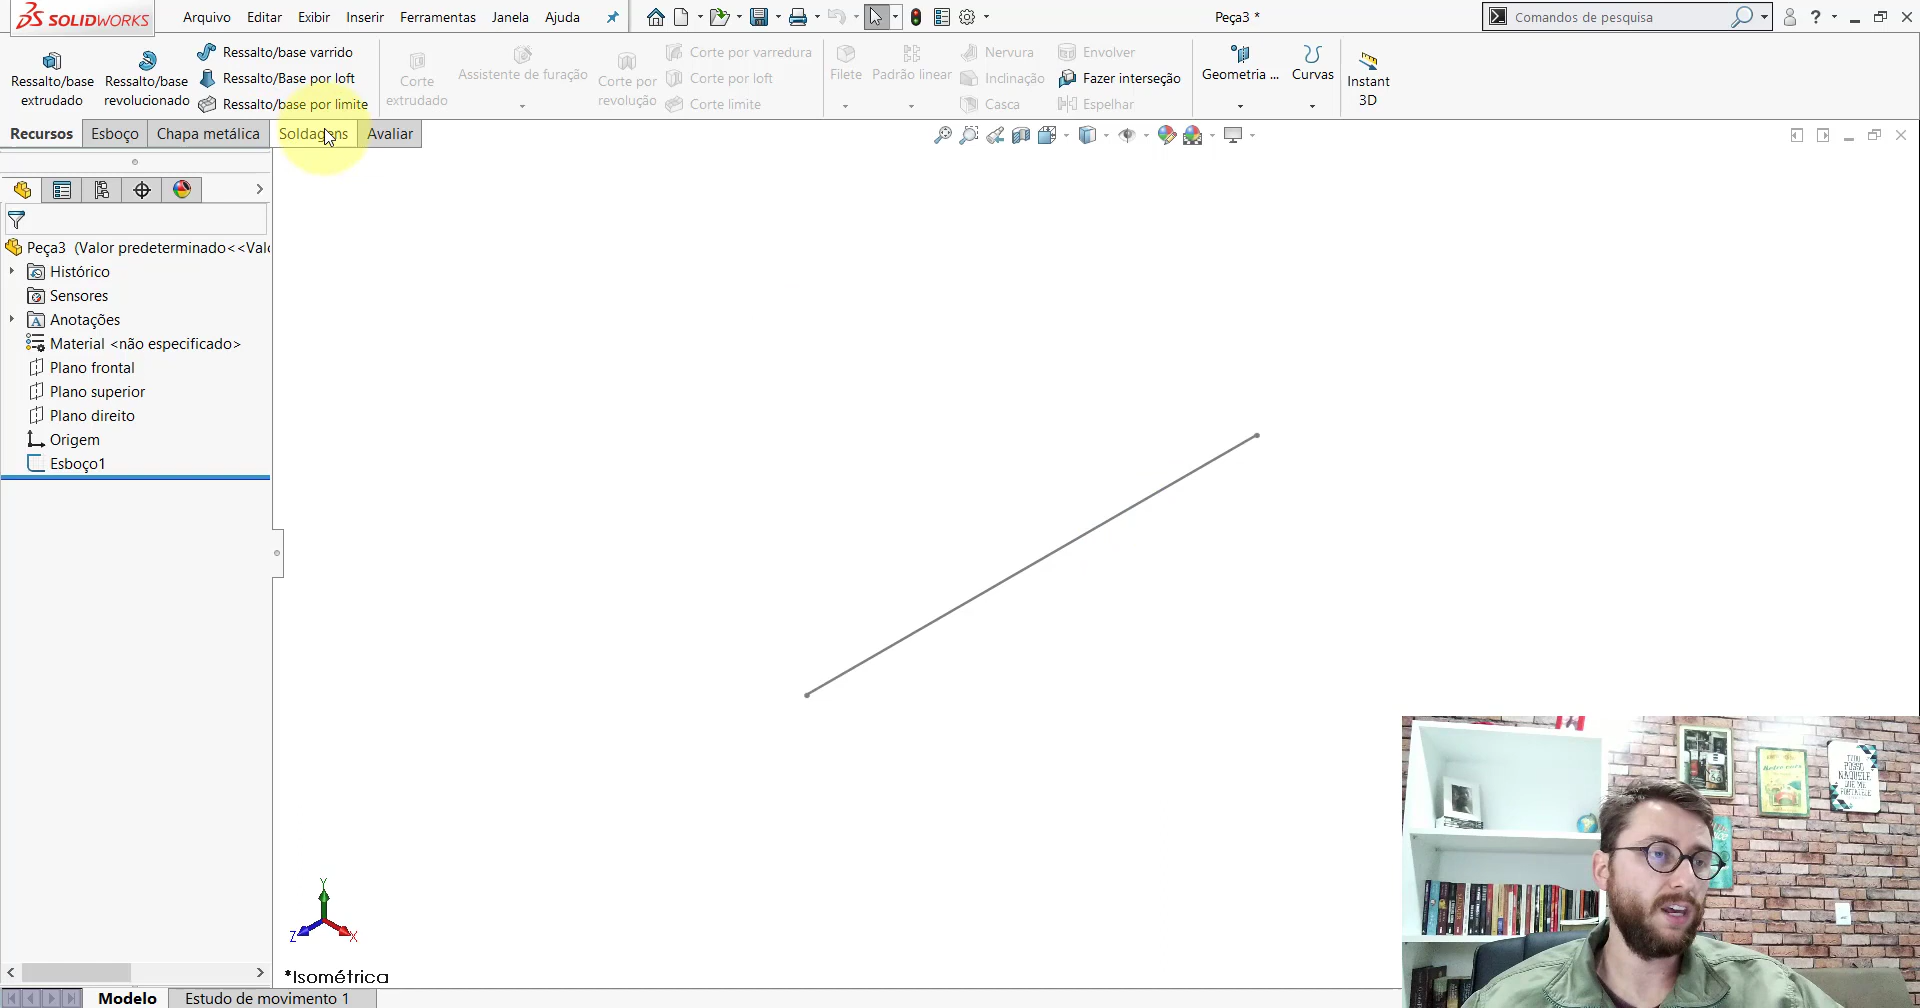 SOLIDWORKS
Arquivo Editar Exibir Inserir Ferramentas Janela Ajuda
Peça3 *
Comandos de pesquisa
?
Ressalto/base extrudado
Ressalto/base revolucionado
Ressalto/base varrido
Ressalto/Base por loft
Ressalto/base por limite
Corte extrudado
Assistente de furação
Corte por revolução
Corte por varredura
Corte por loft
Corte limite
Filete
Padrão linear
Nervura
Inclinação
Casca
Envolver
Fazer interseção
Espelhar
Geometria ...
Curvas
Instant 3D
Recursos Esboço Chapa metálica Soldagens Avaliar
Peça3 (Valor predeterminado<<Valo
Histórico
Sensores
Anotações
Material <não especificado>
Plano frontal
Plano superior
Plano direito
Origem
Esboço1
Y
Z X
*Isométrica
Modelo Estudo de movimento 1